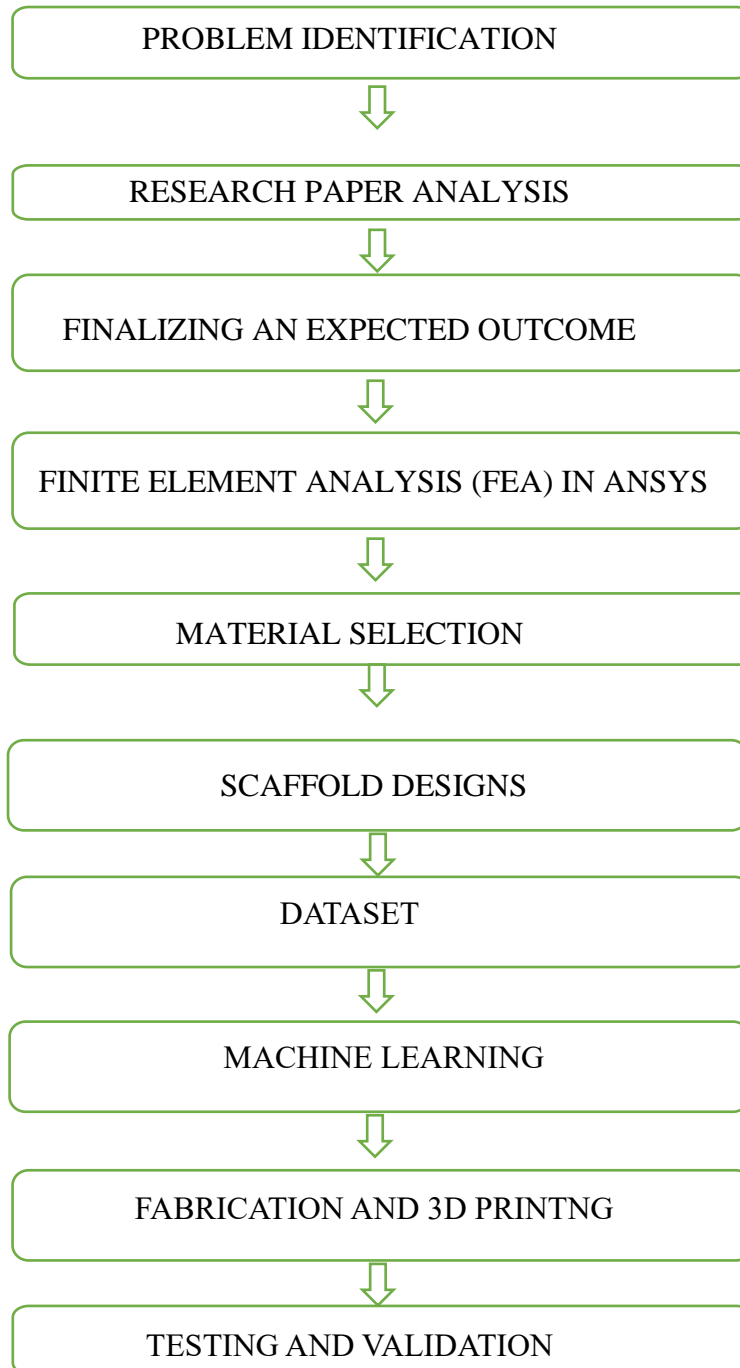 PROBLEM IDENTIFICATION
RESEARCH PAPER ANALYSIS
FINALIZING AN EXPECTED OUTCOME
FINITE ELEMENT ANALYSIS (FEA) IN ANSYS
MATERIAL SELECTION
SCAFFOLD DESIGNS
DATASET
MACHINE LEARNING
FABRICATION AND 3D PRINTNG
TESTING AND VALIDATION